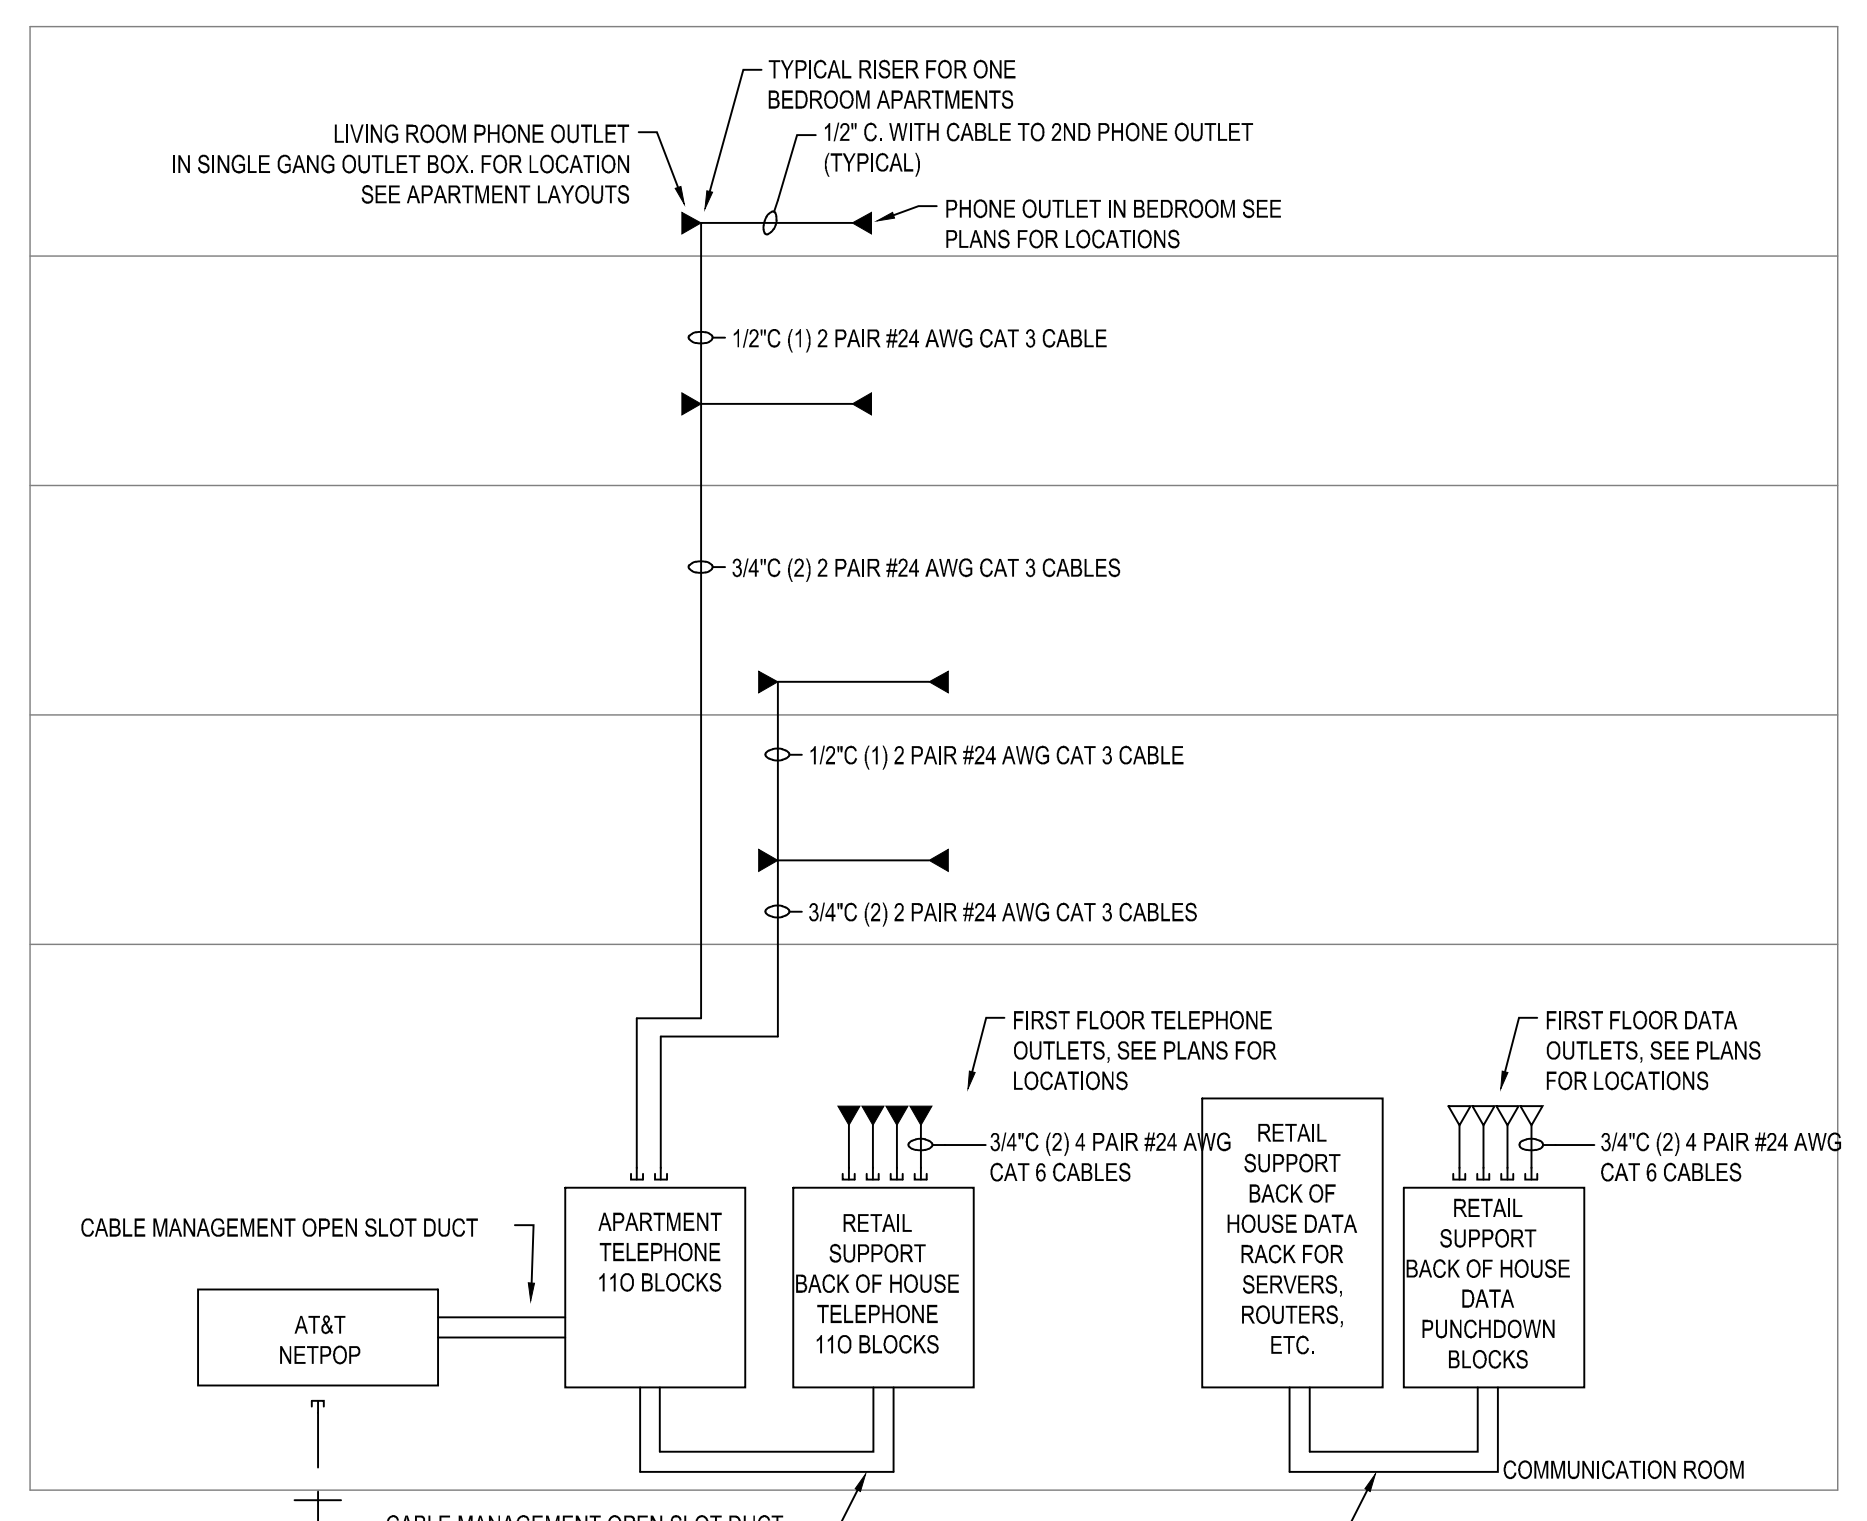 TYPICAL RISER FOR ONE
BEDROOM APARTMENTS
LIVING ROOM PHONE OUTLET
IN SINGLE GANG OUTLET BOX. FOR LOCATION
SEE APARTMENT LAYOUTS
1/2" C. WITH CABLE TO 2ND PHONE OUTLET
(TYPICAL)
PHONE OUTLET IN BEDROOM SEE
PLANS FOR LOCATIONS
1/2"C (1) 2 PAIR #24 AWG CAT 3 CABLE
3/4"C (2) 2 PAIR #24 AWG CAT 3 CABLES
1/2"C (1) 2 PAIR #24 AWG CAT 3 CABLE
3/4"C (2) 2 PAIR #24 AWG CAT 3 CABLES
FIRST FLOOR TELEPHONE
OUTLETS, SEE PLANS FOR
LOCATIONS
FIRST FLOOR DATA
OUTLETS, SEE PLANS
FOR LOCATIONS
3/4"C (2) 4 PAIR #24 AWG
CAT 6 CABLES
3/4"C (2) 4 PAIR #24 AWG
CAT 6 CABLES
CABLE MANAGEMENT OPEN SLOT DUCT
AT&T
NETPOP
APARTMENT
TELEPHONE
11O BLOCKS
RETAIL
SUPPORT
BACK OF HOUSE
TELEPHONE
11O BLOCKS
RETAIL
SUPPORT
BACK OF
HOUSE DATA
RACK FOR
SERVERS,
ROUTERS,
ETC.
RETAIL
SUPPORT
BACK OF HOUSE
DATA
PUNCHDOWN
BLOCKS
COMMUNICATION ROOM
CABLE MANAGEMENT OPEN SLOT DUCT